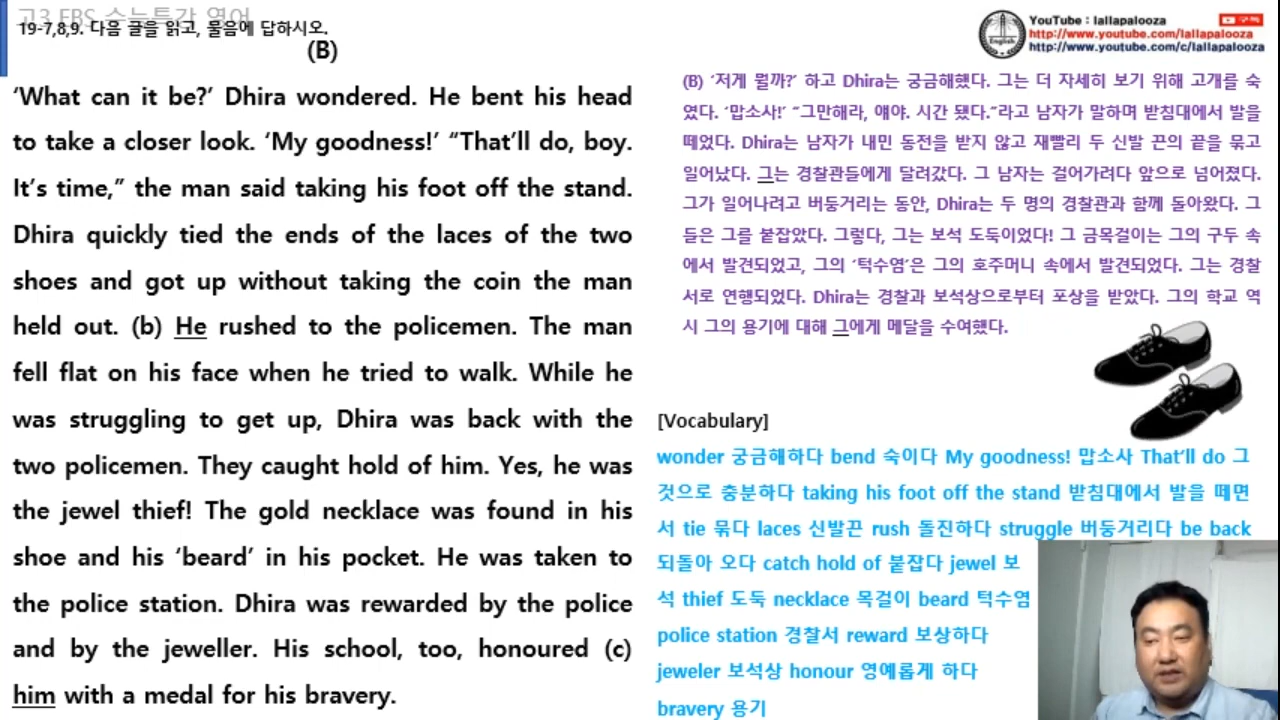 고3 EBS 수능특강 영어
19-7,8,9. 다음 글을 읽고, 물음에 답하시오.
(B)
‘What can it be?’ Dhira wondered. He bent his head
to take a closer look. ‘My goodness!’ “That’ll do, boy.
It’s time,” the man said taking his foot off the stand.
Dhira quickly tied the ends of the laces of the two
shoes and got up without taking the coin the man
held out. (b) He rushed to the policemen. The man
fell flat on his face when he tried to walk. While he
was struggling to get up, Dhira was back with the
two policemen. They caught hold of him. Yes, he was
the jewel thief! The gold necklace was found in his
shoe and his ‘beard’ in his pocket. He was taken to
the police station. Dhira was rewarded by the police
and by the jeweller. His school, too, honoured (c)
him with a medal for his bravery.
English
YouTube : lallapalooza
구독
http://www.youtube.com/lallapalooza
http://www.youtube.com/c/lallapalooza
(B) ‘저게 뭘까?’ 하고 Dhira는 궁금해했다. 그는 더 자세히 보기 위해 고개를 숙
였다. ‘맙소사!’ “그만해라, 얘야. 시간 됐다.”라고 남자가 말하며 받침대에서 발을
떼었다. Dhira는 남자가 내민 동전을 받지 않고 재빨리 두 신발 끈의 끝을 묶고
일어났다. 그는 경찰관들에게 달려갔다. 그 남자는 걸어가려다 앞으로 넘어졌다.
그가 일어나려고 버둥거리는 동안, Dhira는 두 명의 경찰관과 함께 돌아왔다. 그
들은 그를 붙잡았다. 그렇다, 그는 보석 도둑이었다! 그 금목걸이는 그의 구두 속
에서 발견되었고, 그의 ‘턱수염’은 그의 호주머니 속에서 발견되었다. 그는 경찰
서로 연행되었다. Dhira는 경찰과 보석상으로부터 포상을 받았다. 그의 학교 역
시 그의 용기에 대해 그에게 메달을 수여했다.
[Vocabulary]
wonder 궁금해하다 bend 숙이다 My goodness! 맙소사 That’ll do 그
것으로 충분하다 taking his foot off the stand 받침대에서 발을 떼면
서 tie 묶다 laces 신발끈 rush 돌진하다 struggle 버둥거리다 be back
되돌아 오다 catch hold of 붙잡다 jewel 보
석 thief 도둑 necklace 목걸이 beard 턱수염
police station 경찰서 reward 보상하다
jeweler 보석상 honour 영예롭게 하다
bravery 용기